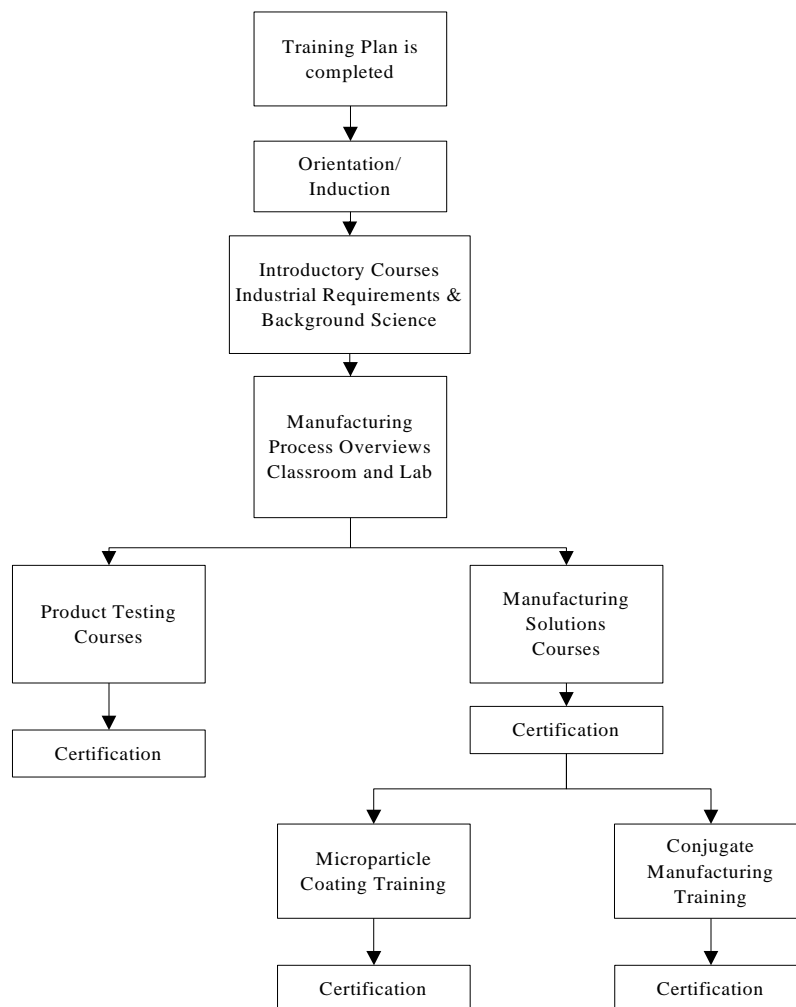 Training Plan is
completed
Orientation/
Induction
Introductory Courses
Industrial Requirements &
Background Science
Manufacturing
Process Overviews
Classroom and Lab
Product Testing
Courses
Manufacturing
Solutions
Courses
Certification
Certification
Microparticle
Coating Training
Conjugate
Manufacturing
Training
Certification
Certification